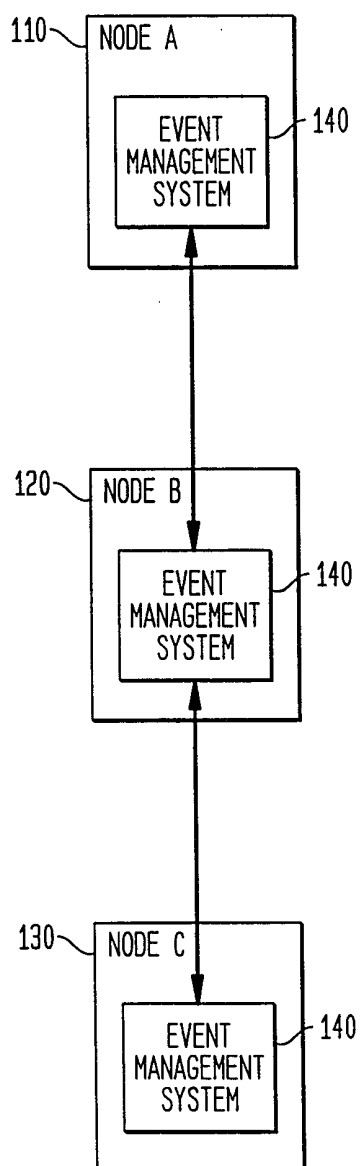 110
NODE A
EVENT
MANAGEMENT
SYSTEM
140
120
NODE B
EVENT
MANAGEMENT
SYSTEM
140
130
NODE C
EVENT
MANAGEMENT
SYSTEM
140